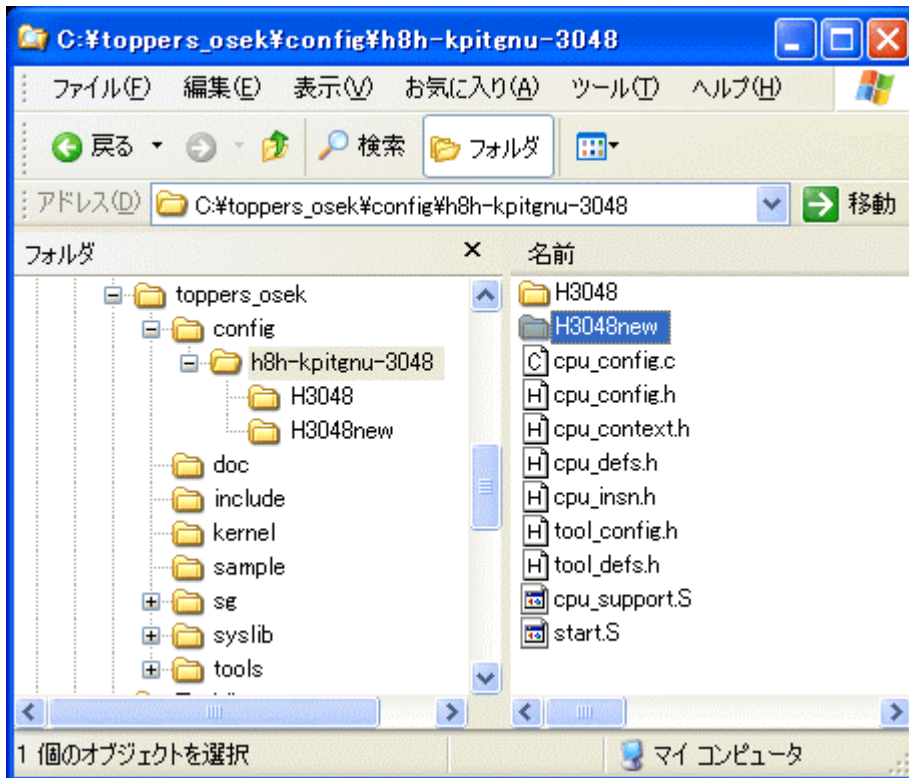 C:¥toppers_osek¥config¥h8h-kpitgnu-3048
ファイル(F) 編集(E) 表示(V) お気に入り(A) ツール(T) ヘルプ(H)
戻る 検索 フォルダ
アドレス(D) C:¥toppers_osek¥config¥h8h-kpitgnu-3048 移動
フォルダ
toppers_osek
config
h8h-kpitgnu-3048
H3048
H3048new
doc
include
kernel
sample
sg
syslib
tools
名前
H3048
H3048new
cpu_config.c
cpu_config.h
cpu_context.h
cpu_defs.h
cpu_insn.h
tool_config.h
tool_defs.h
cpu_support.S
start.S
1 個のオブジェクトを選択 マイ コンピュータ